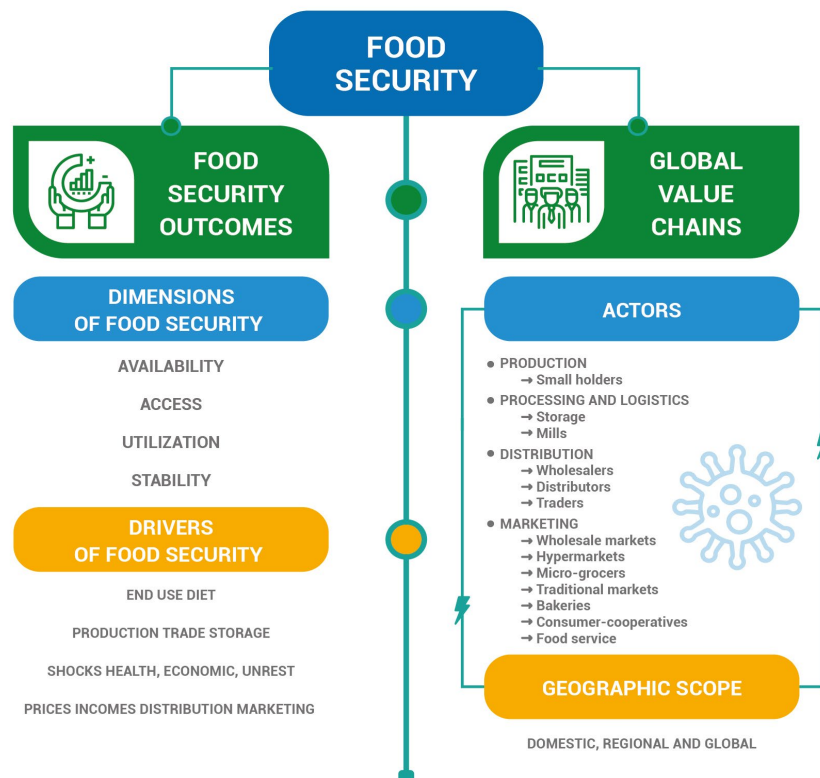 FOOD
SECURITY
FOOD
SECURITY
OUTCOMES
DIMENSIONS
OF FOOD SECURITY
AVAILABILITY
ACCESS
UTILIZATION
STABILITY
DRIVERS
OF FOOD SECURITY
END USE DIET
PRODUCTION TRADE STORAGE
SHOCKS HEALTH, ECONOMIC, UNREST
PRICES INCOMES DISTRIBUTION MARKETING
GLOBAL
VALUE
CHAINS
ACTORS
• PRODUCTION
→ Small holders
• PROCESSING AND LOGISTICS
→ Storage
→ Mills
• DISTRIBUTION
→ Wholesalers
→ Distributors
→ Traders
• MARKETING
→ Wholesale markets
→ Hypermarkets
→ Micro-grocers
→ Traditional markets
→ Bakeries
→ Consumer-cooperatives
→ Food service
GEOGRAPHIC SCOPE
DOMESTIC, REGIONAL AND GLOBAL